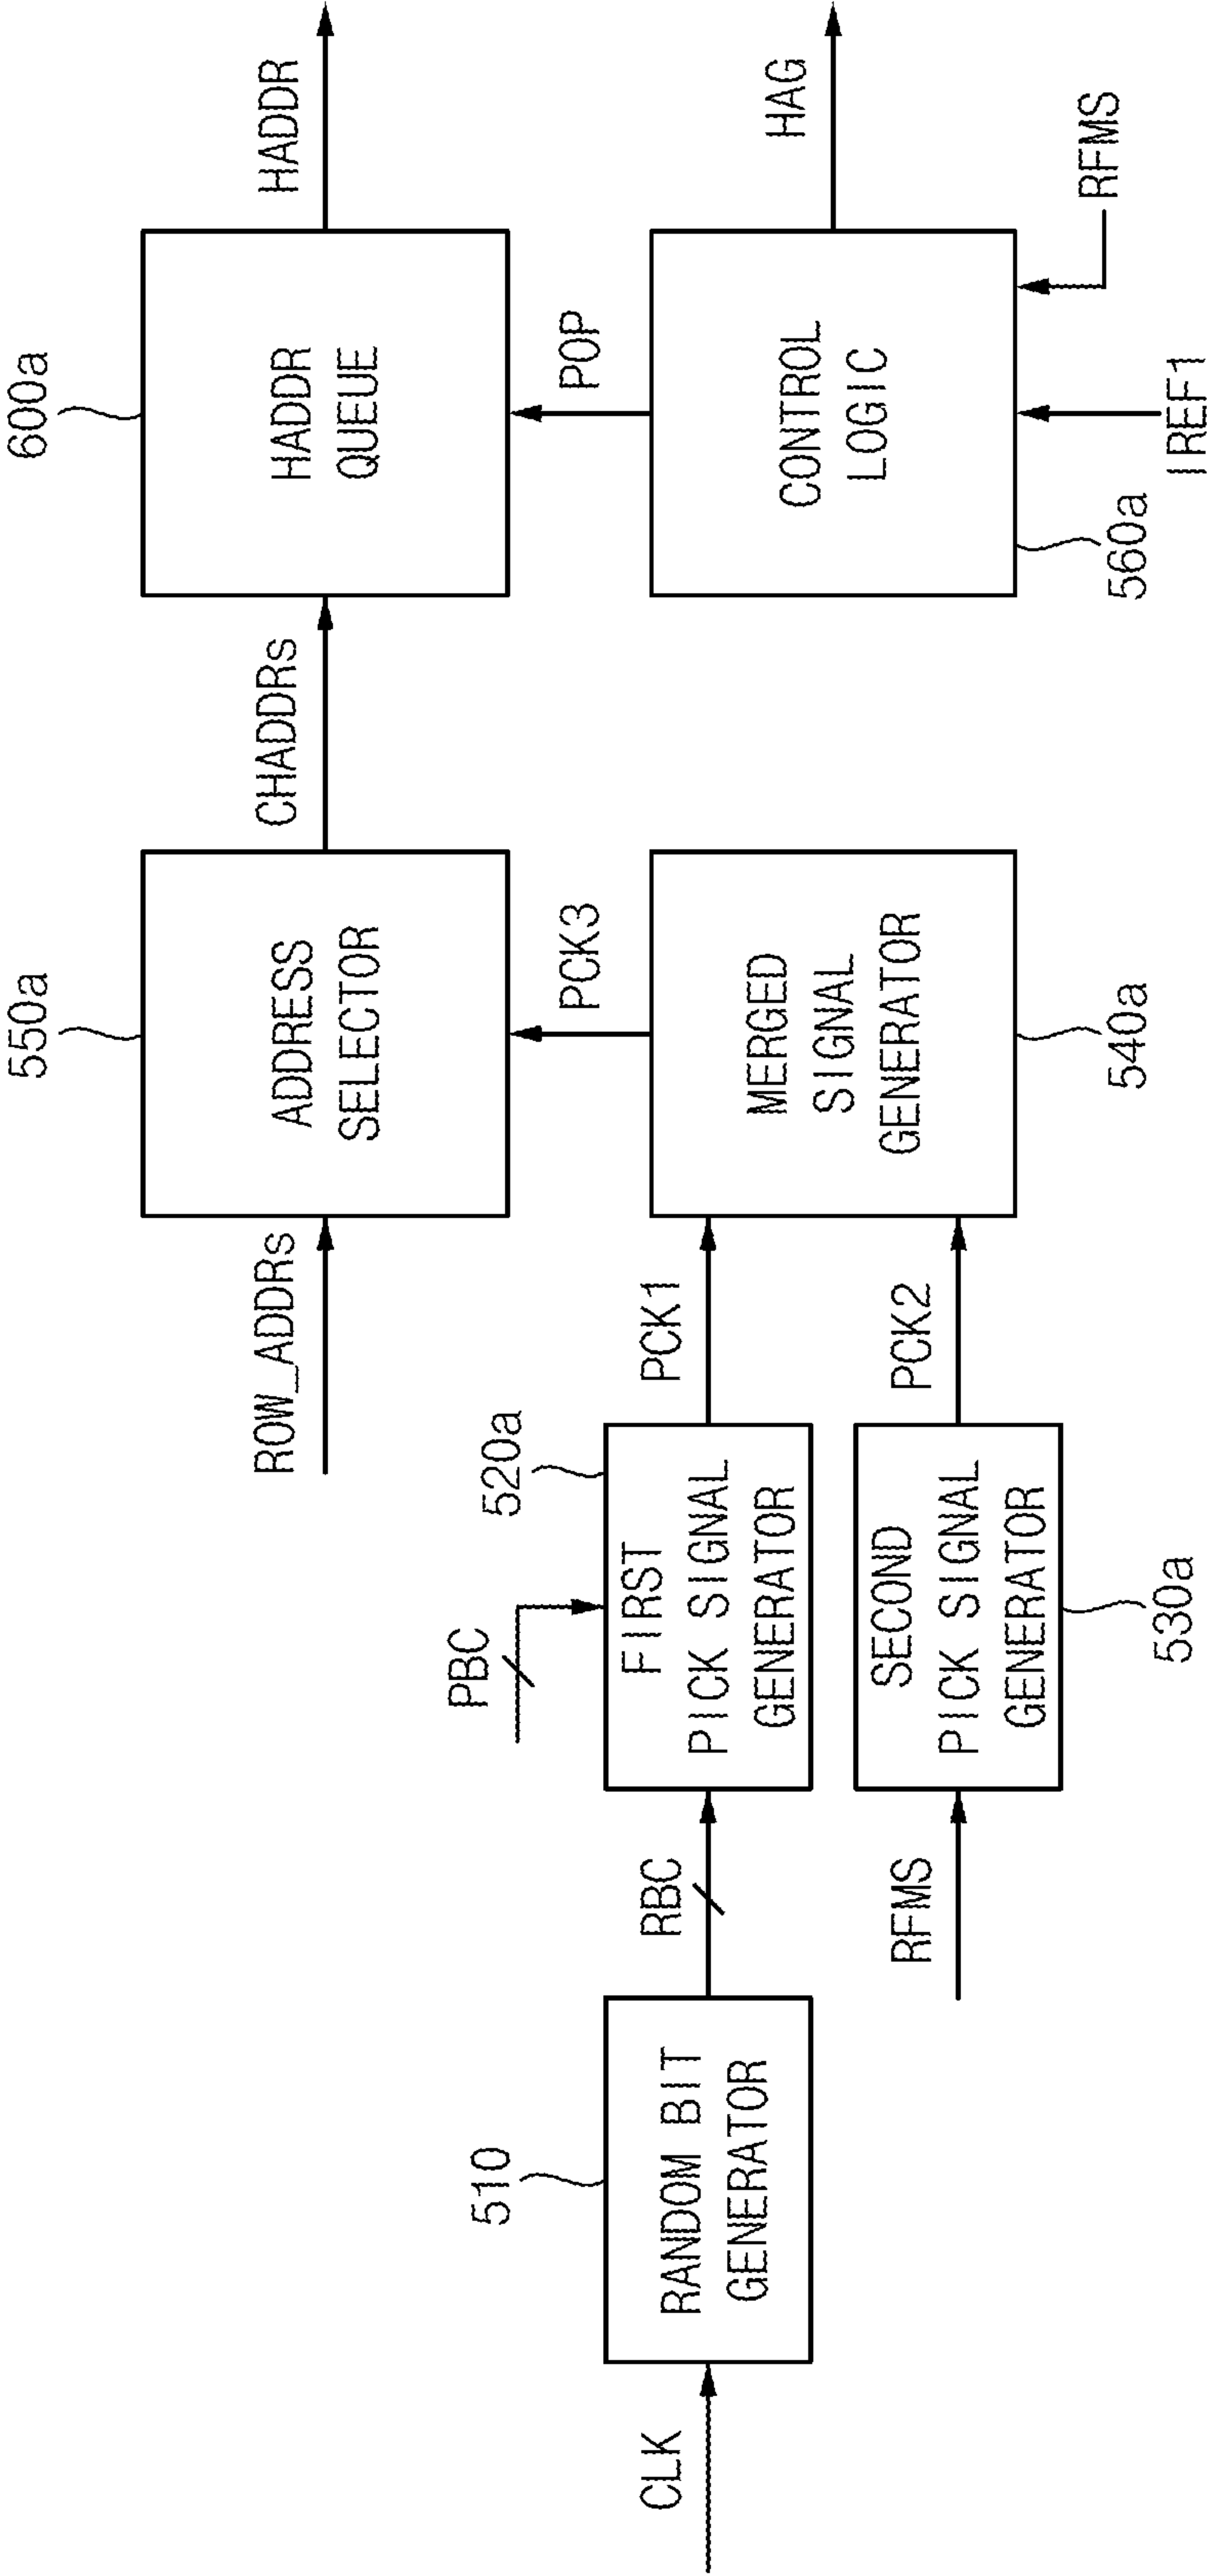 600a
HADDR
QUEUE
HADDR
550a
ADDRESS
SELECTOR
CHADDRs
ROW_ADDRs
POP
PCK3
CONTROL
LOGIC
HAG
560a
IREF1
RFMS
MERGED
SIGNAL
GENERATOR
540a
PCK1
PCK2
520a
FIRST
PICK SIGNAL
GENERATOR
PBC
SECOND
PICK SIGNAL
GENERATOR
530a
RBC
RFMS
510
RANDOM BIT
GENERATOR
CLK